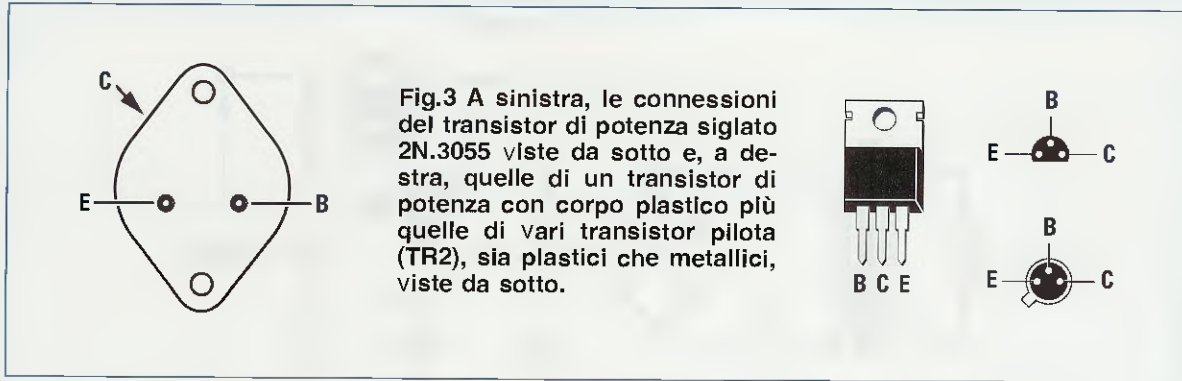 C
E
B
Fig.3 A sinistra, le connessioni
del transistor di potenza siglato
2N.3055 viste da sotto e, a de-
stra, quelle di un transistor di
potenza con corpo plastico più
quelle di vari transistor pilota
(TR2), sia plastici che metallici,
viste da sotto.
B C E
B
E C
B
E C